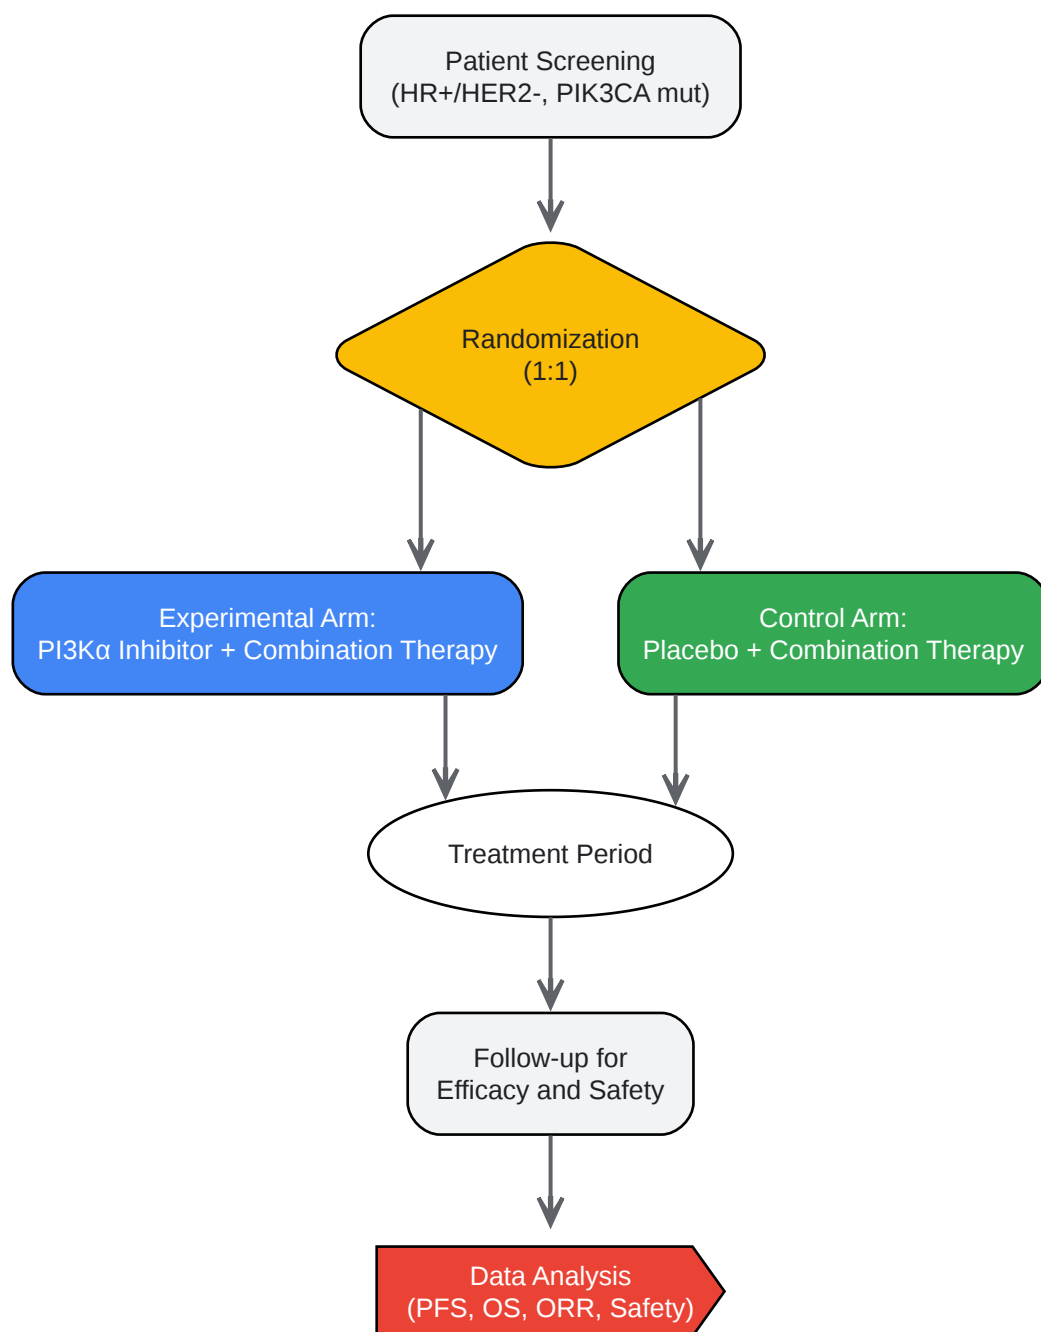 Patient Screening
(HR+/HER2-, PIK3CA mut)
Randomization
(1:1)
Experimental Arm:
PI3Kα Inhibitor + Combination Therapy
Control Arm:
Placebo + Combination Therapy
Treatment Period
Follow-up for
Efficacy and Safety
Data Analysis
(PFS, OS, ORR, Safety)